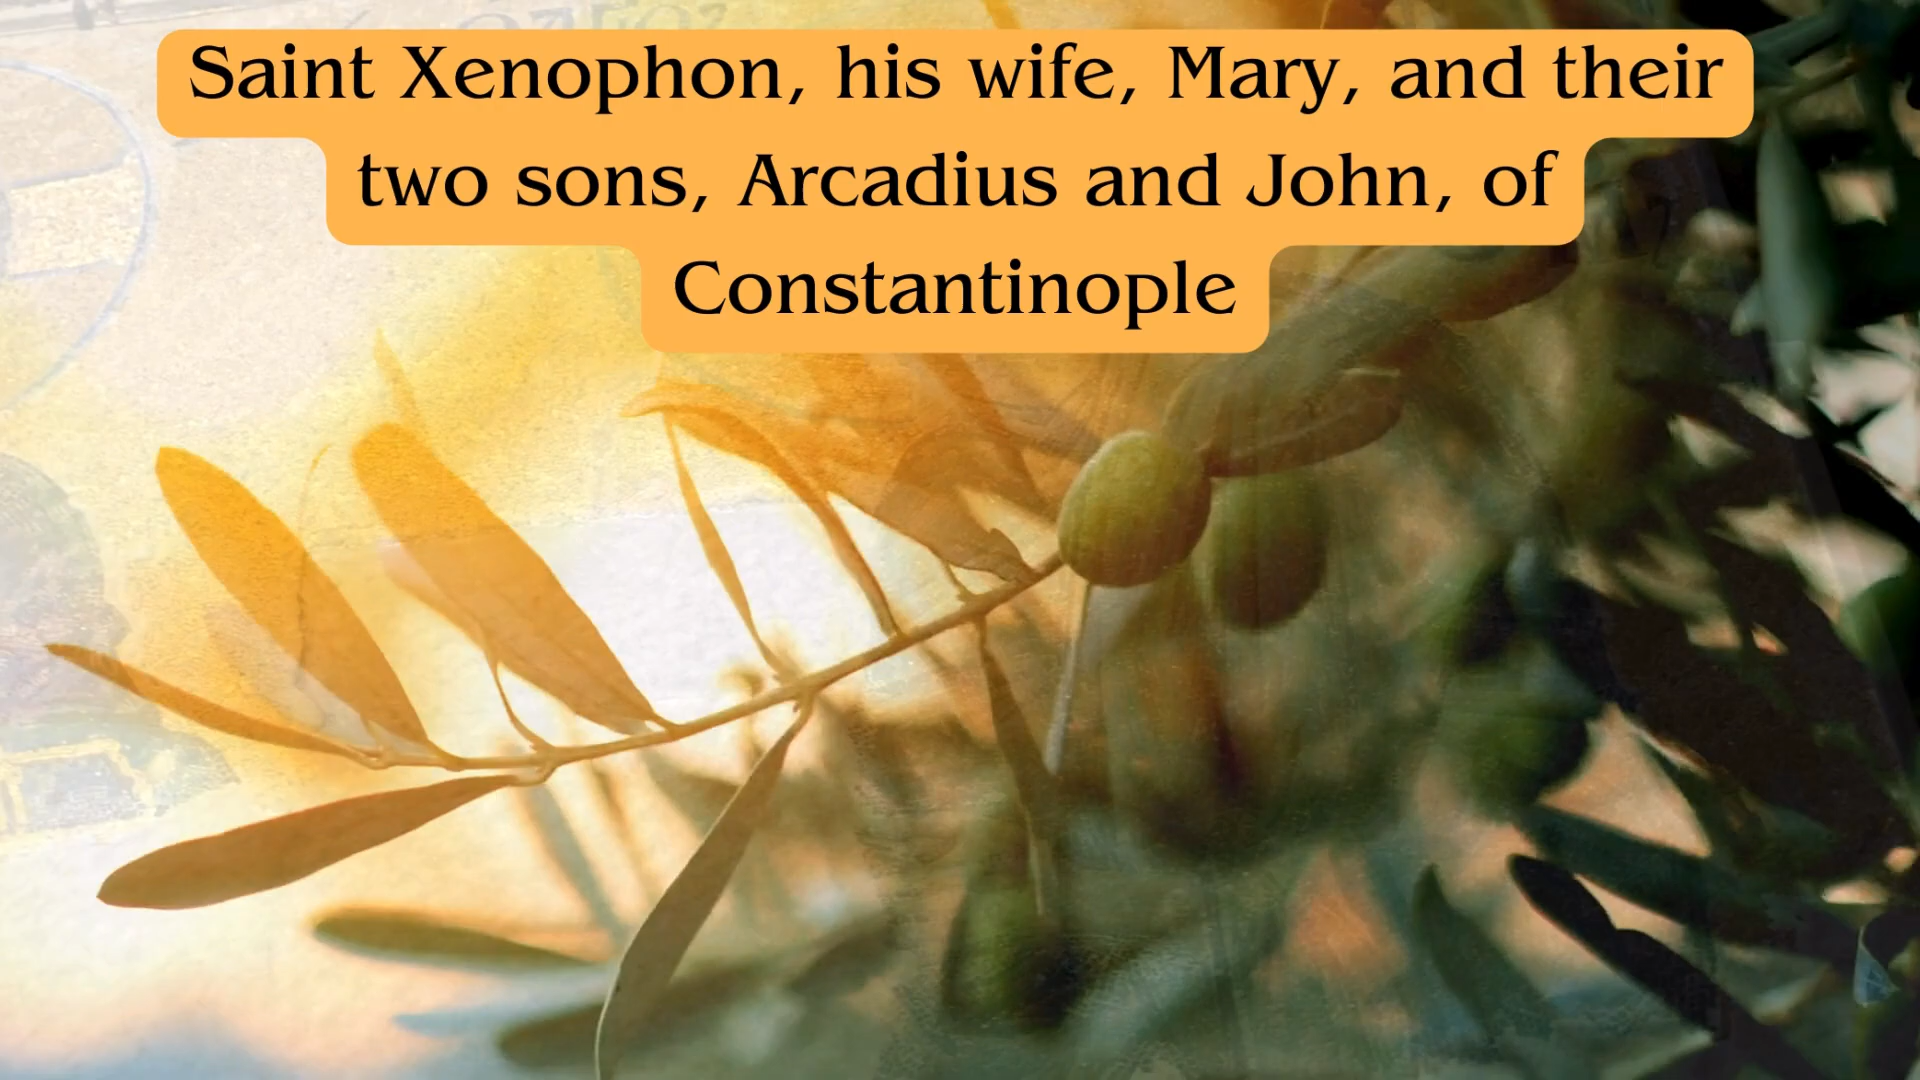 Saint Xenophon, his wife, Mary, and their
two sons, Arcadius and John, of
Constantinople